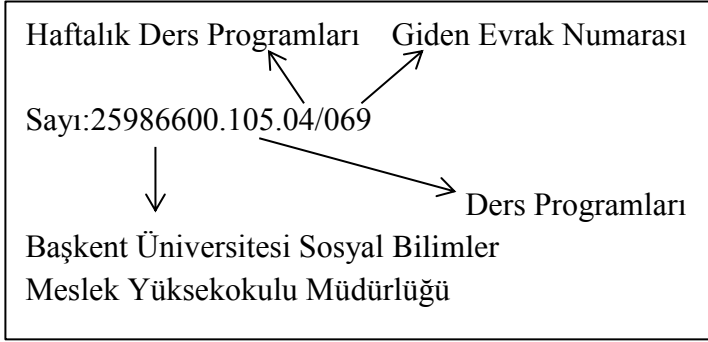 Haftalık Ders Programları Giden Evrak Numarası
Sayı:25986600.105.04/069
Ders Programları
Başkent Üniversitesi Sosyal Bilimler
Meslek Yüksekokulu Müdürlüğü